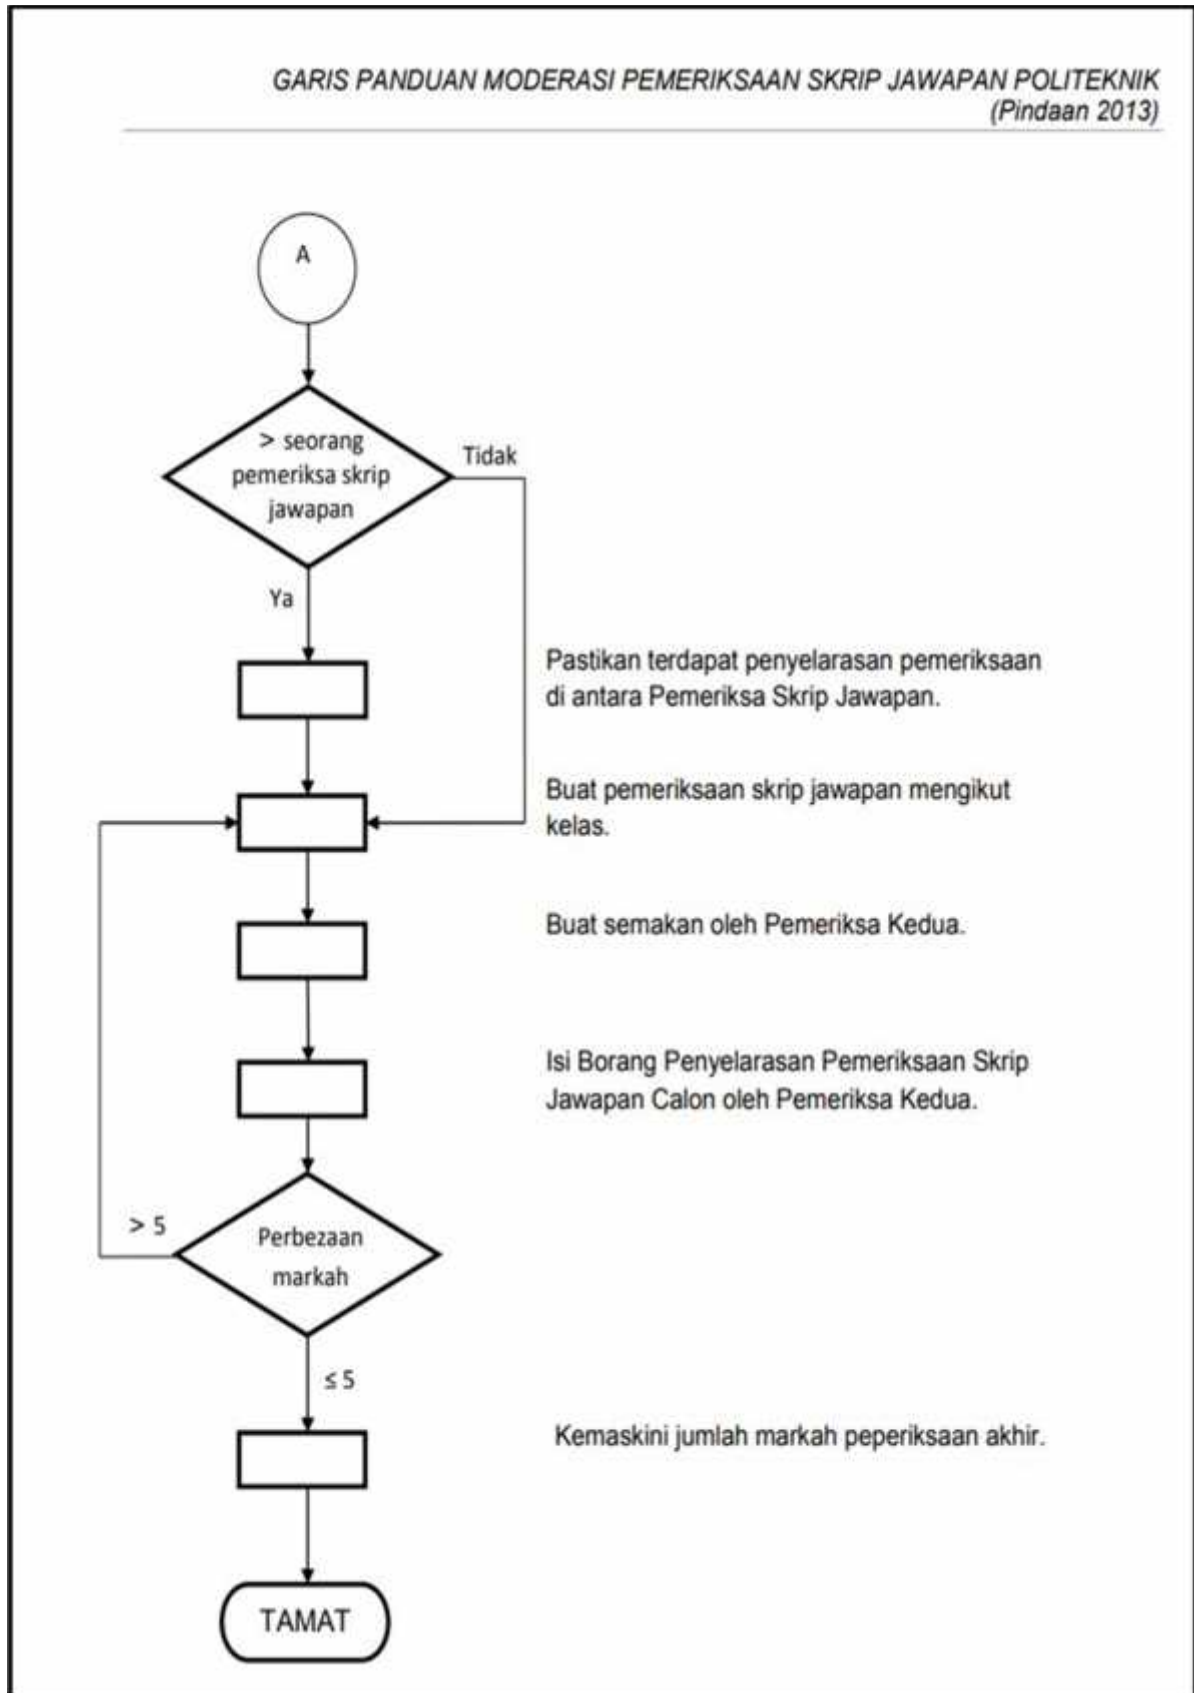 GARIS PANDUAN MODERASI PEMERIKSAAN SKRIP JAWAPAN POLITEKNIK
(Pindaan 2013)
A
> seorang
pemeriksa skrip
jawapan
Tidak
Ya
Pastikan terdapat penyelarasan pemeriksaan
di antara Pemeriksa Skrip Jawapan.
Buat pemeriksaan skrip jawapan mengikut
kelas.
Buat semakan oleh Pemeriksa Kedua.
Isi Borang Penyelarasan Pemeriksaan Skrip
Jawapan Calon oleh Pemeriksa Kedua.
> 5
Perbezaan
markah
≤ 5
Kemaskini jumlah markah peperiksaan akhir.
TAMAT